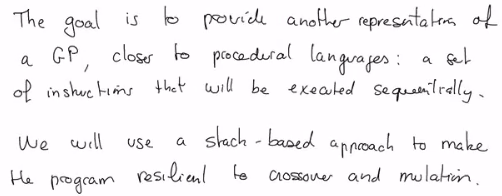 The goal is to provide another representation of
a GP, closer to procedural languages: a set
of instructions that will be executed sequentially.
We will use a stack-based approach to make
the program resilient to crossover and mutation.